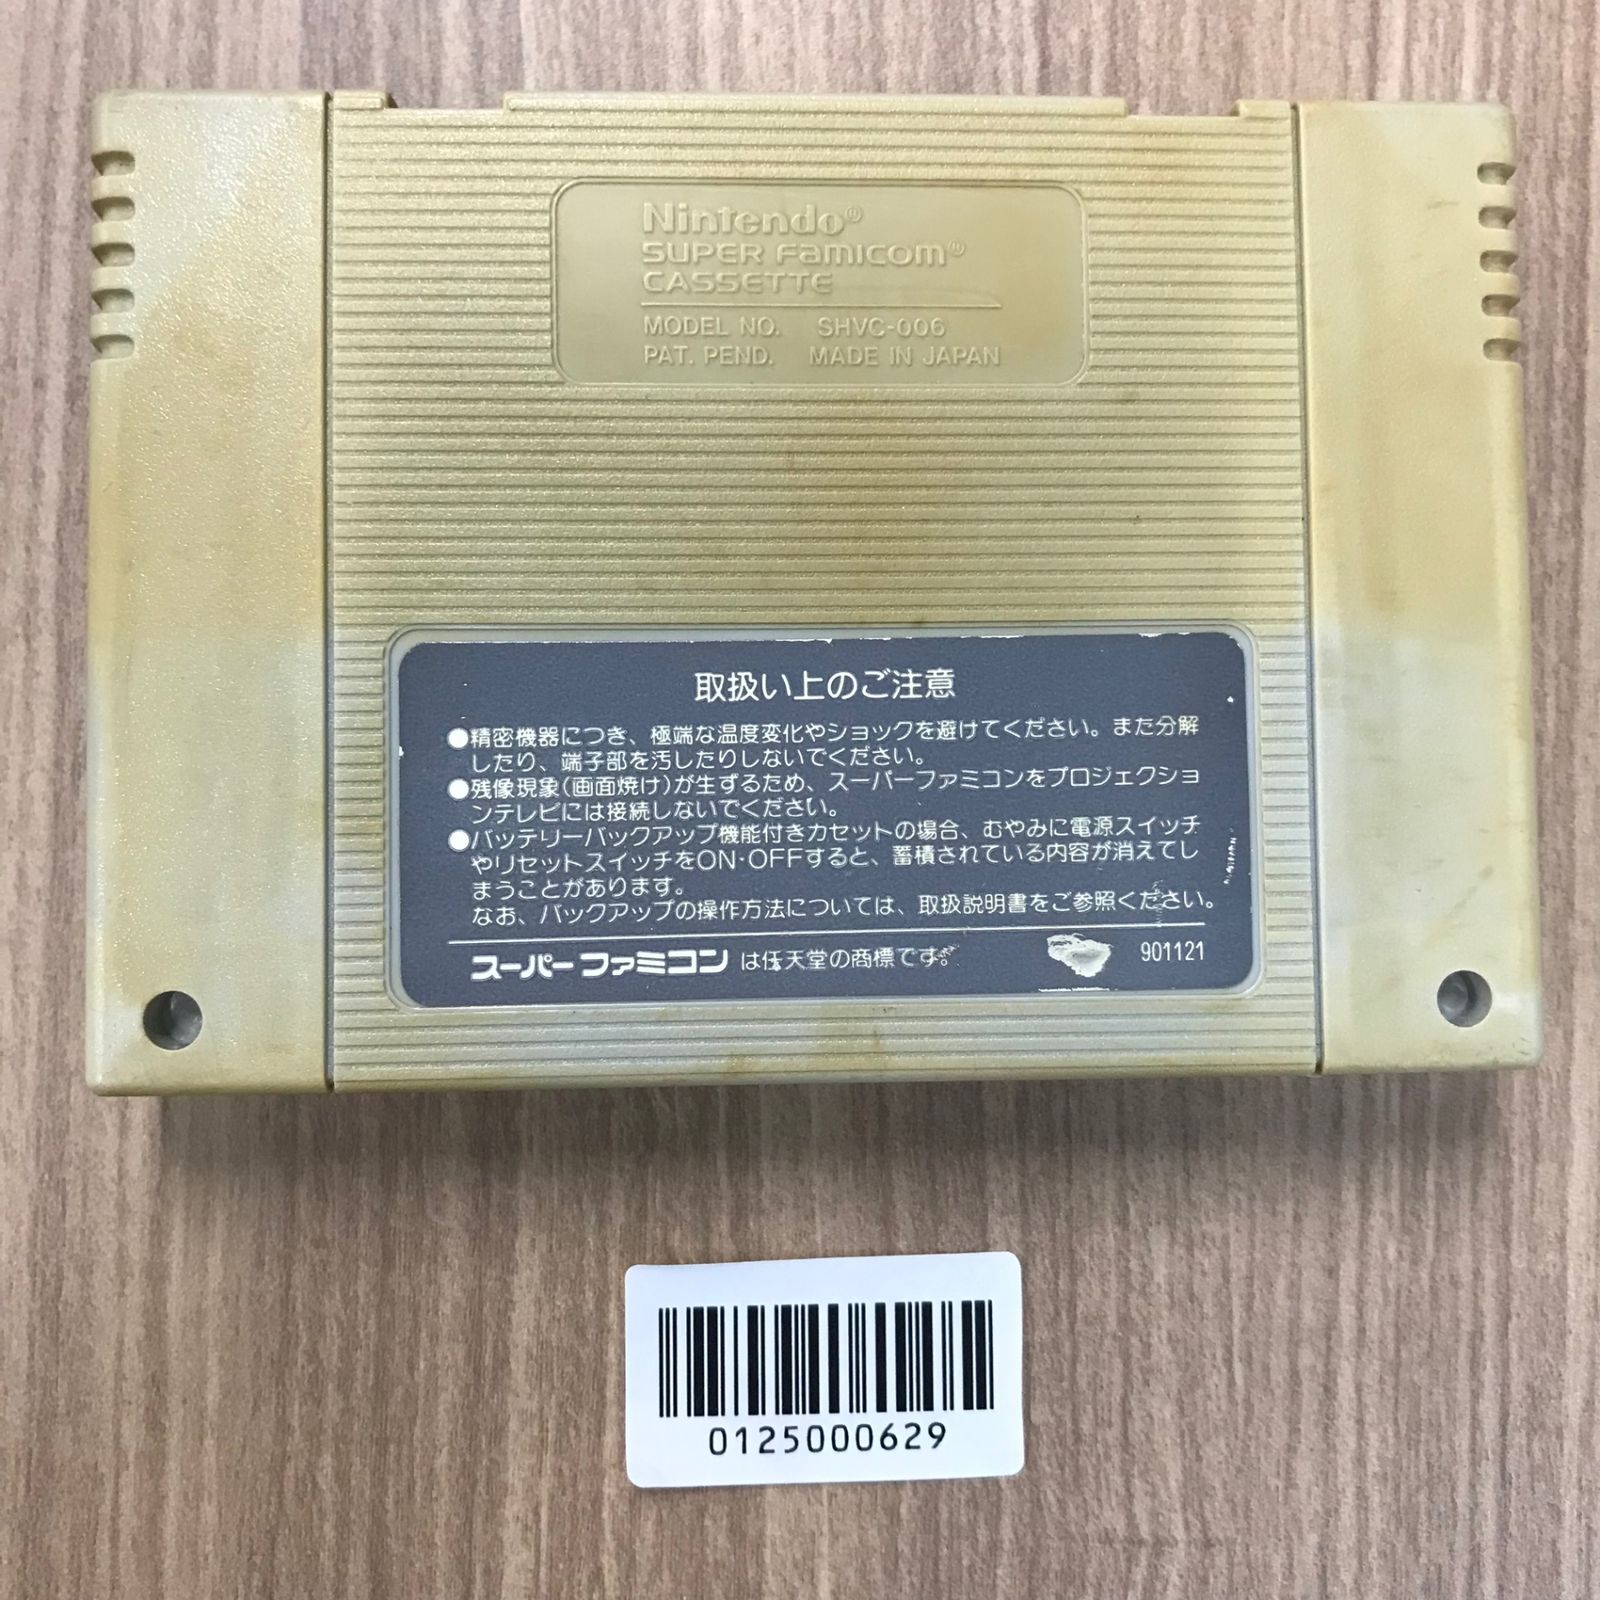 Nintendo®
SUPER FAMICOM®
CASSETTE
MODEL NO. SHVC-006
PAT. PEND. MADE IN JAPAN
取扱い上のご注意
●精密機器につき、極端な温度変化やショックを避けてください。また分解
したり、端子部を汚したりしないでください。
●残像現象(画面焼け)が生ずるため、スーパーファミコンをプロジェクショ
ンテレビには接続しないでください。
●バッテリーバックアップ機能付きカセットの場合、むやみに電源スイッチ
やリセットスイッチをON・OFFすると、蓄積されている内容が消えてし
まうことがあります。
なお、バックアップの操作方法については、取扱説明書をご参照ください。
スーパーファミコンは任天堂の商標です。
901121
0125000629